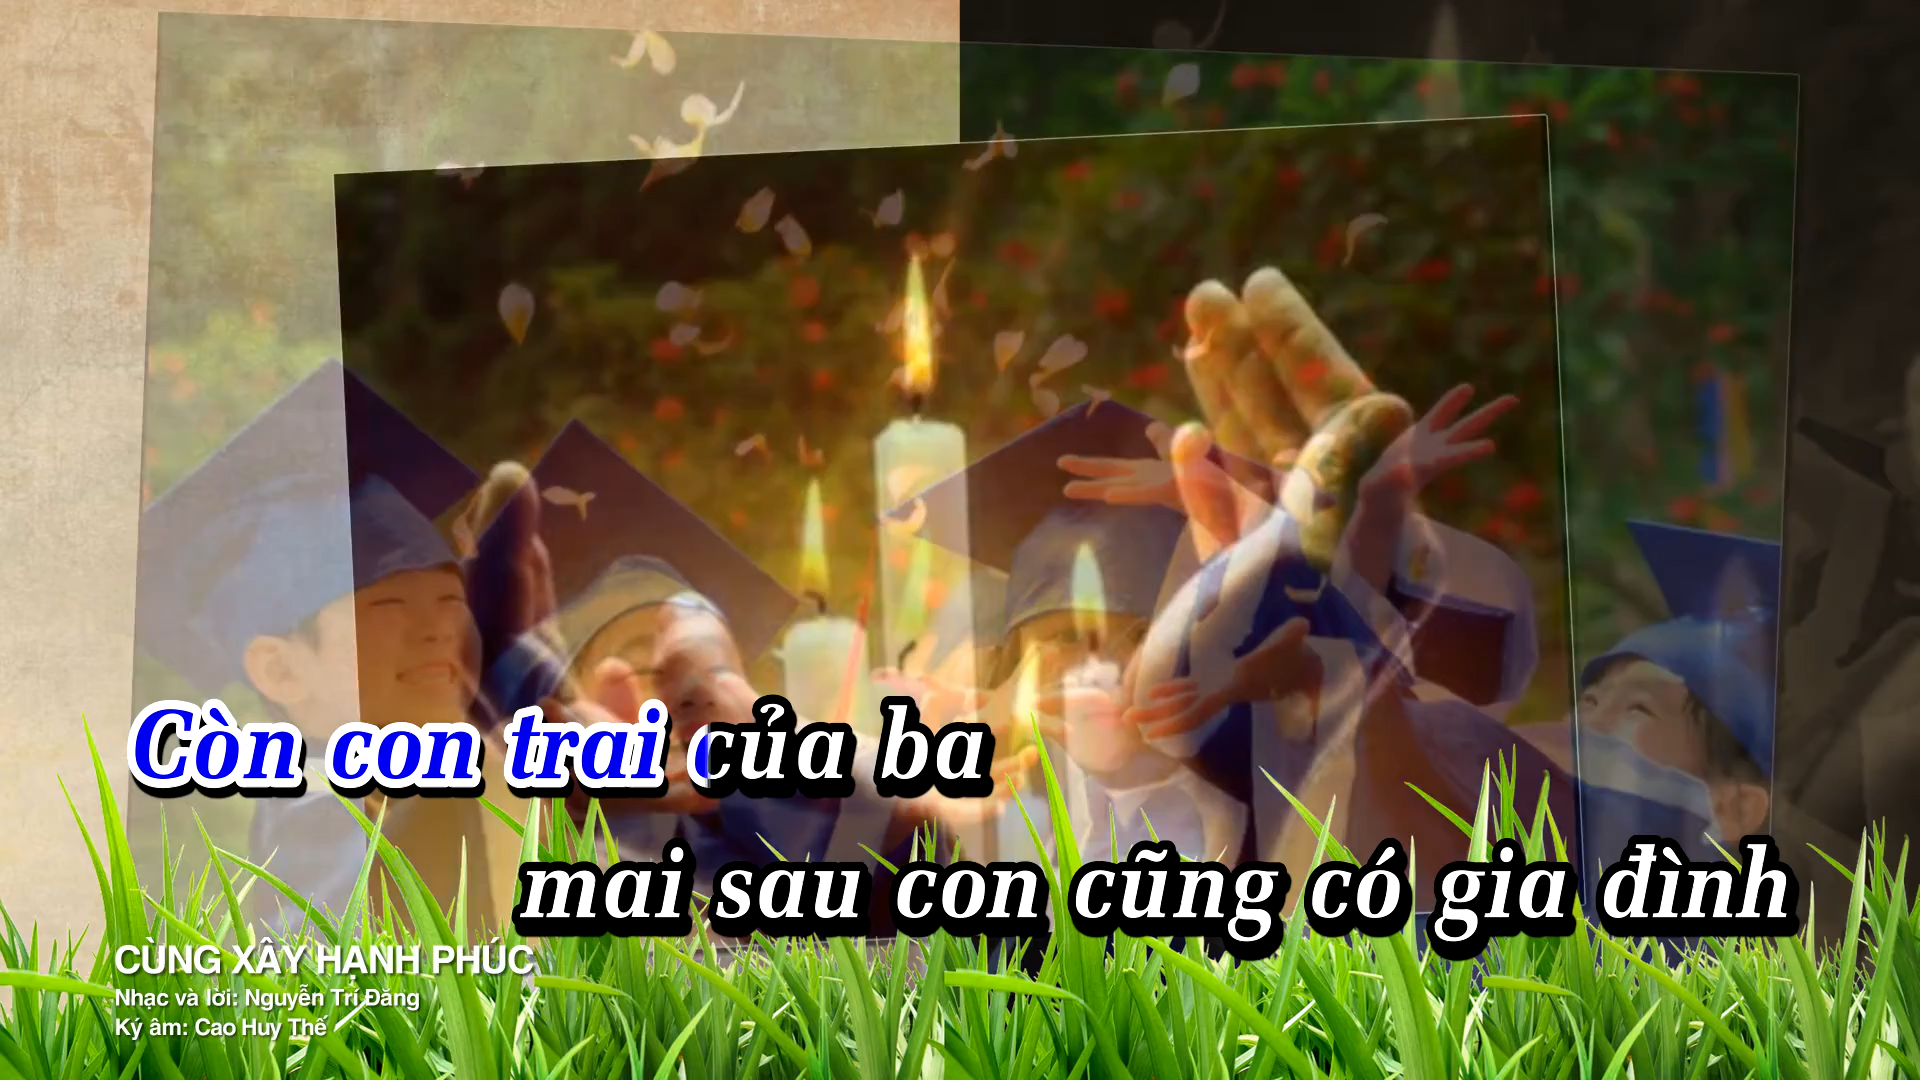 Còn con trai của ba
mai sau con cũng có gia đình
CÙNG XÂY HẠNH PHÚC
Nhạc và lời: Nguyễn Trí Đăng
Ký âm: Cao Huy Thế